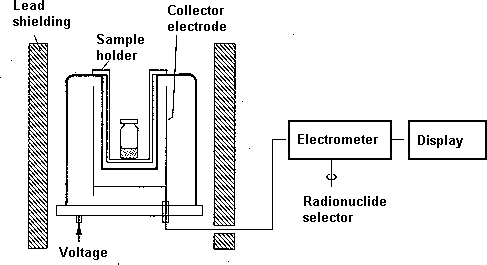 Lead
shielding
Collector
electrode
Sample
holder
Electrometer
Display
Radionuclide
selector
Voltage